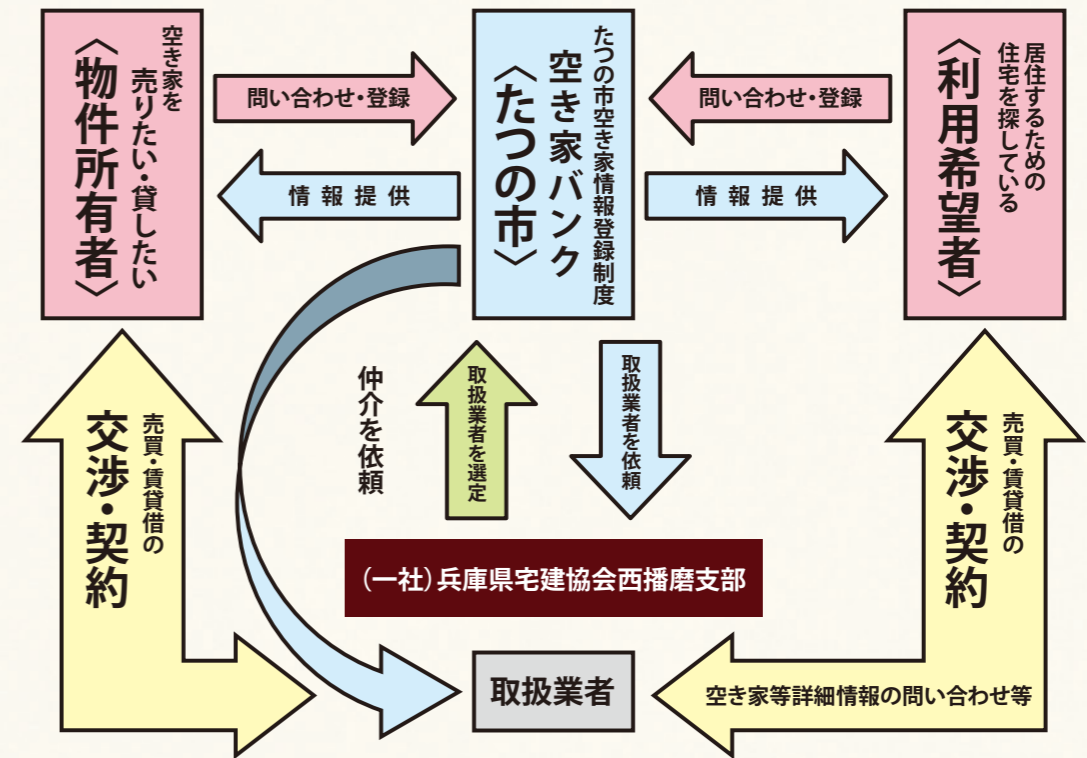 空き家を
売りたい・貸したい
〈物件所有者〉
問い合わせ・登録
情報提供
たつの市空き家情報登録制度
空き家バンク
〈たつの市〉
問い合わせ・登録
情報提供
居住するための
住宅を探している
〈利用希望者〉
売買・賃貸借の
交渉・契約
仲介を依頼
取扱業者を選定
取扱業者を依頼
売買・賃貸借の
交渉・契約
(一社)兵庫県宅建協会西播磨支部
取扱業者
空き家等詳細情報の問い合わせ等